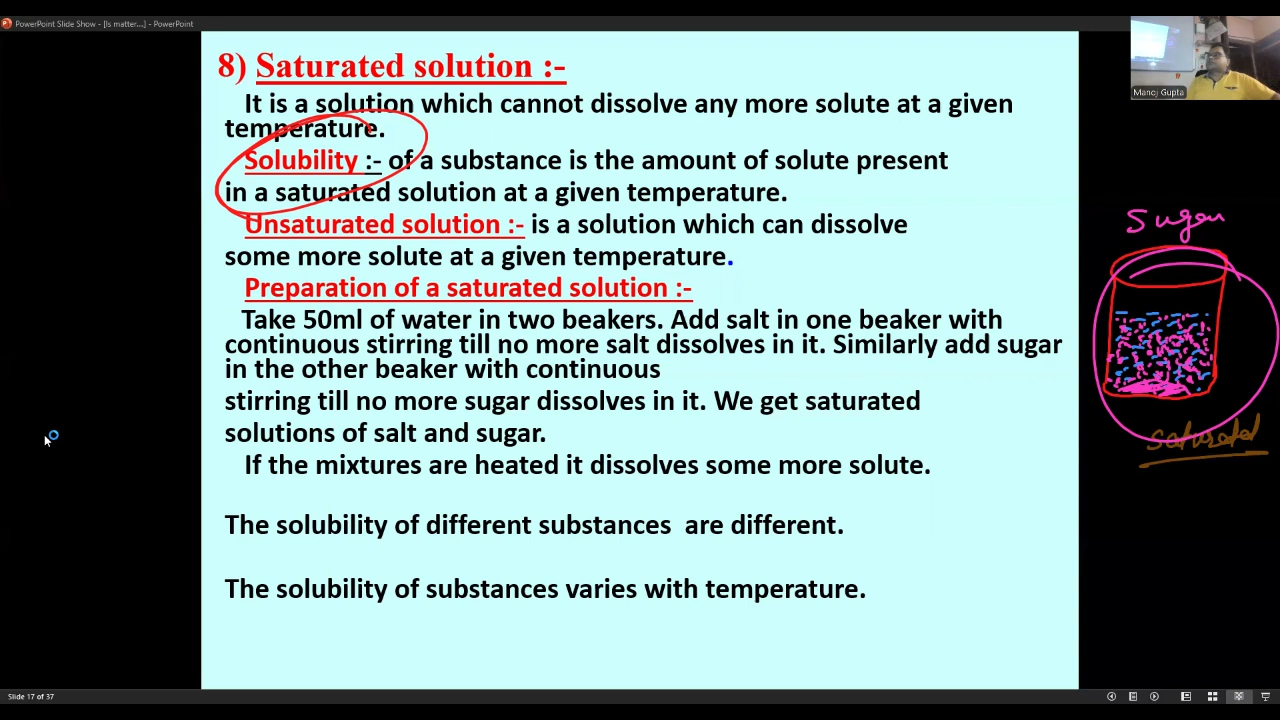 PowerPoint Slide Show - [Is matter...] - PowerPoint
Manoj Gupta
8) Saturated solution :-
It is a solution which cannot dissolve any more solute at a given
temperature.
Solubility :- of a substance is the amount of solute present
in a saturated solution at a given temperature.
Unsaturated solution :- is a solution which can dissolve
some more solute at a given temperature.
Preparation of a saturated solution :-
Take 50ml of water in two beakers. Add salt in one beaker with
continuous stirring till no more salt dissolves in it. Similarly add sugar
in the other beaker with continuous
stirring till no more sugar dissolves in it. We get saturated
solutions of salt and sugar.
If the mixtures are heated it dissolves some more solute.
The solubility of different substances  are different.
The solubility of substances varies with temperature.
Sugar
saturated
Slide 17 of 37